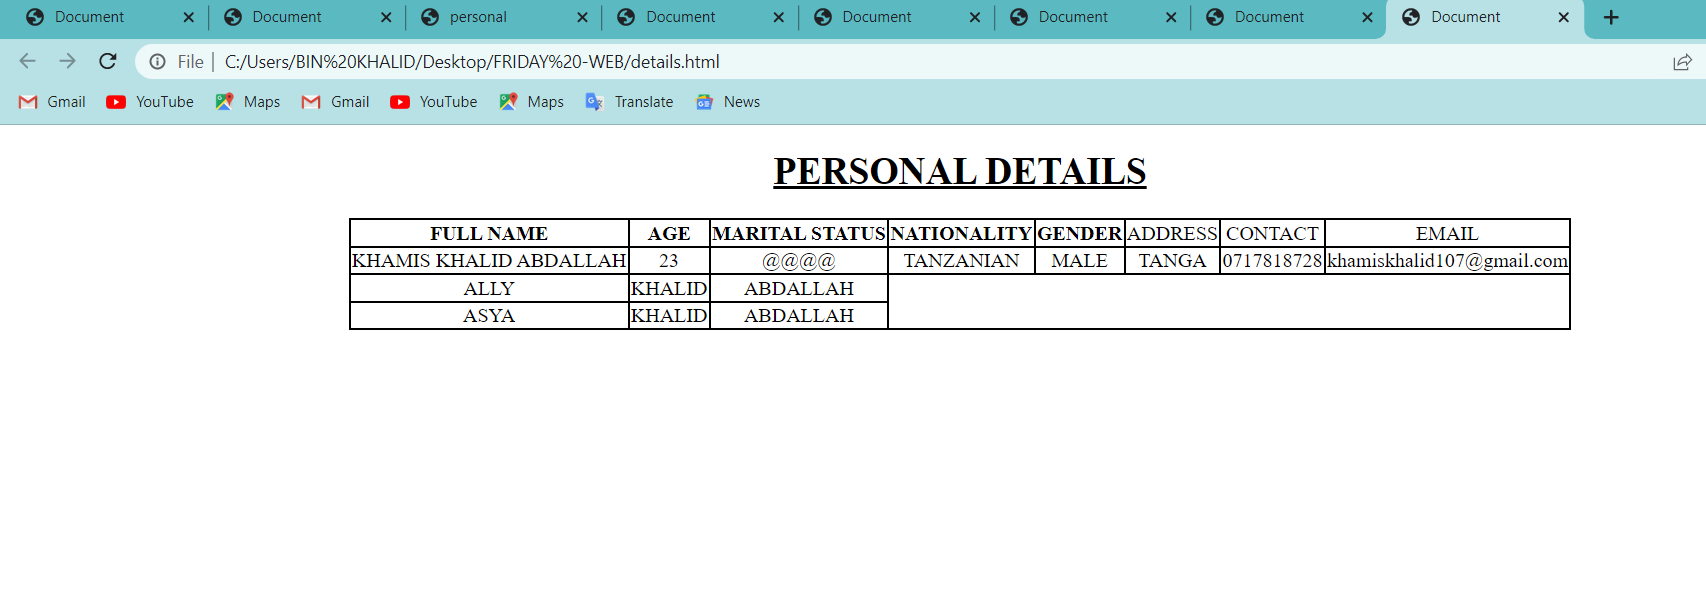 Document Document personal Document Document Document Document Document
File C:/Users/BIN%20KHALID/Desktop/FRIDAY%20-WEB/details.html
Gmail YouTube Maps Gmail YouTube Maps Translate News
PERSONAL DETAILS
FULL NAME AGE MARITAL STATUS NATIONALITY GENDER ADDRESS CONTACT EMAIL
KHAMIS KHALID ABDALLAH 23 @@@@ TANZANIAN MALE TANGA 0717818728 khamiskhalid107@gmail.com
ALLY KHALID ABDALLAH
ASYA KHALID ABDALLAH